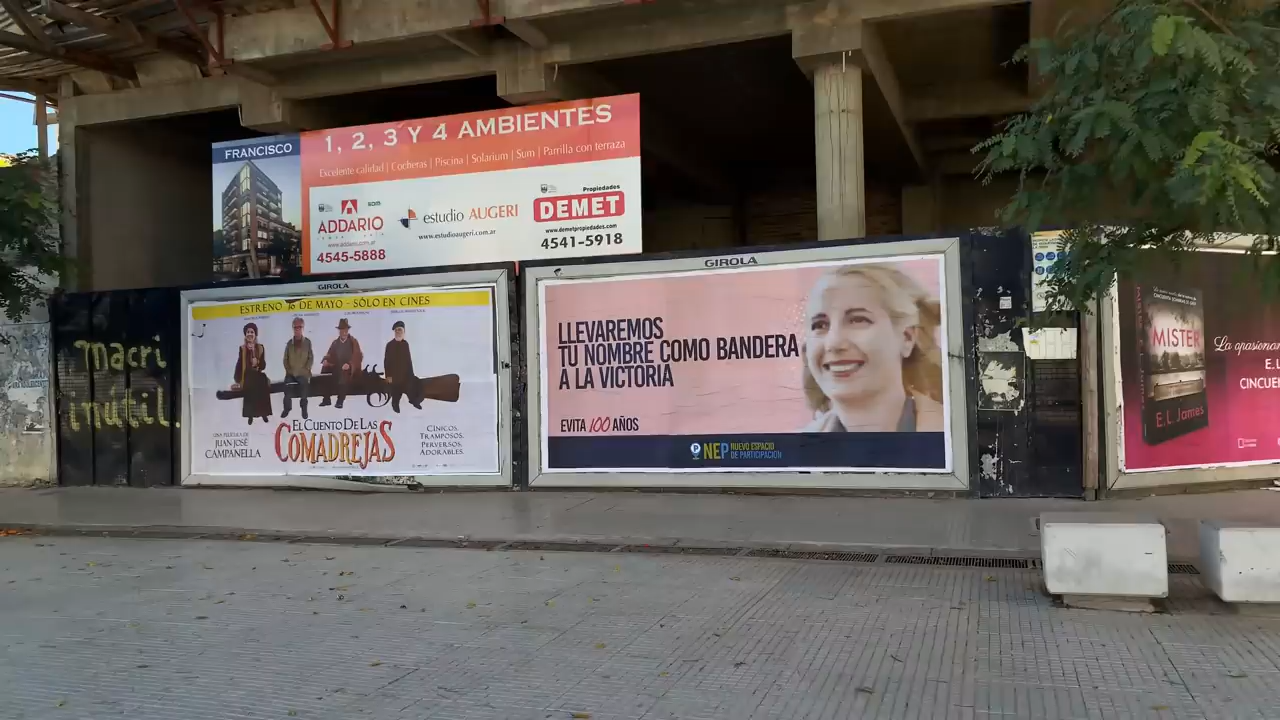 FRANCISCO
1, 2, 3 Y 4 AMBIENTES
Excelente calidad | Cocheras | Piscina | Solarium | Sum | Parrilla con terraza
ADDARIO
4545-5888
estudio AUGERI
www.estudioaugeri.com.ar
Propiedades
DEMET
www.demetpropiedades.com
4541-5918
macri
inútil.
GIROLA
ESTRENO 16 DE MAYO - SÓLO EN CINES
UNA PELÍCULA DE
JUAN JOSÉ
CAMPANELLA
EL CUENTO DE LAS
COMADREJAS
CÍNICOS,
TRAMPOSOS,
PERVERSOS,
ADORABLES.
GIROLA
LLEVAREMOS
TU NOMBRE COMO BANDERA
A LA VICTORIA
EVITA 100 AÑOS
NEP NUEVO ESPACIO
DE PARTICIPACIÓN
MISTER
E.L. James
La apasionan
E.L
CINCUE